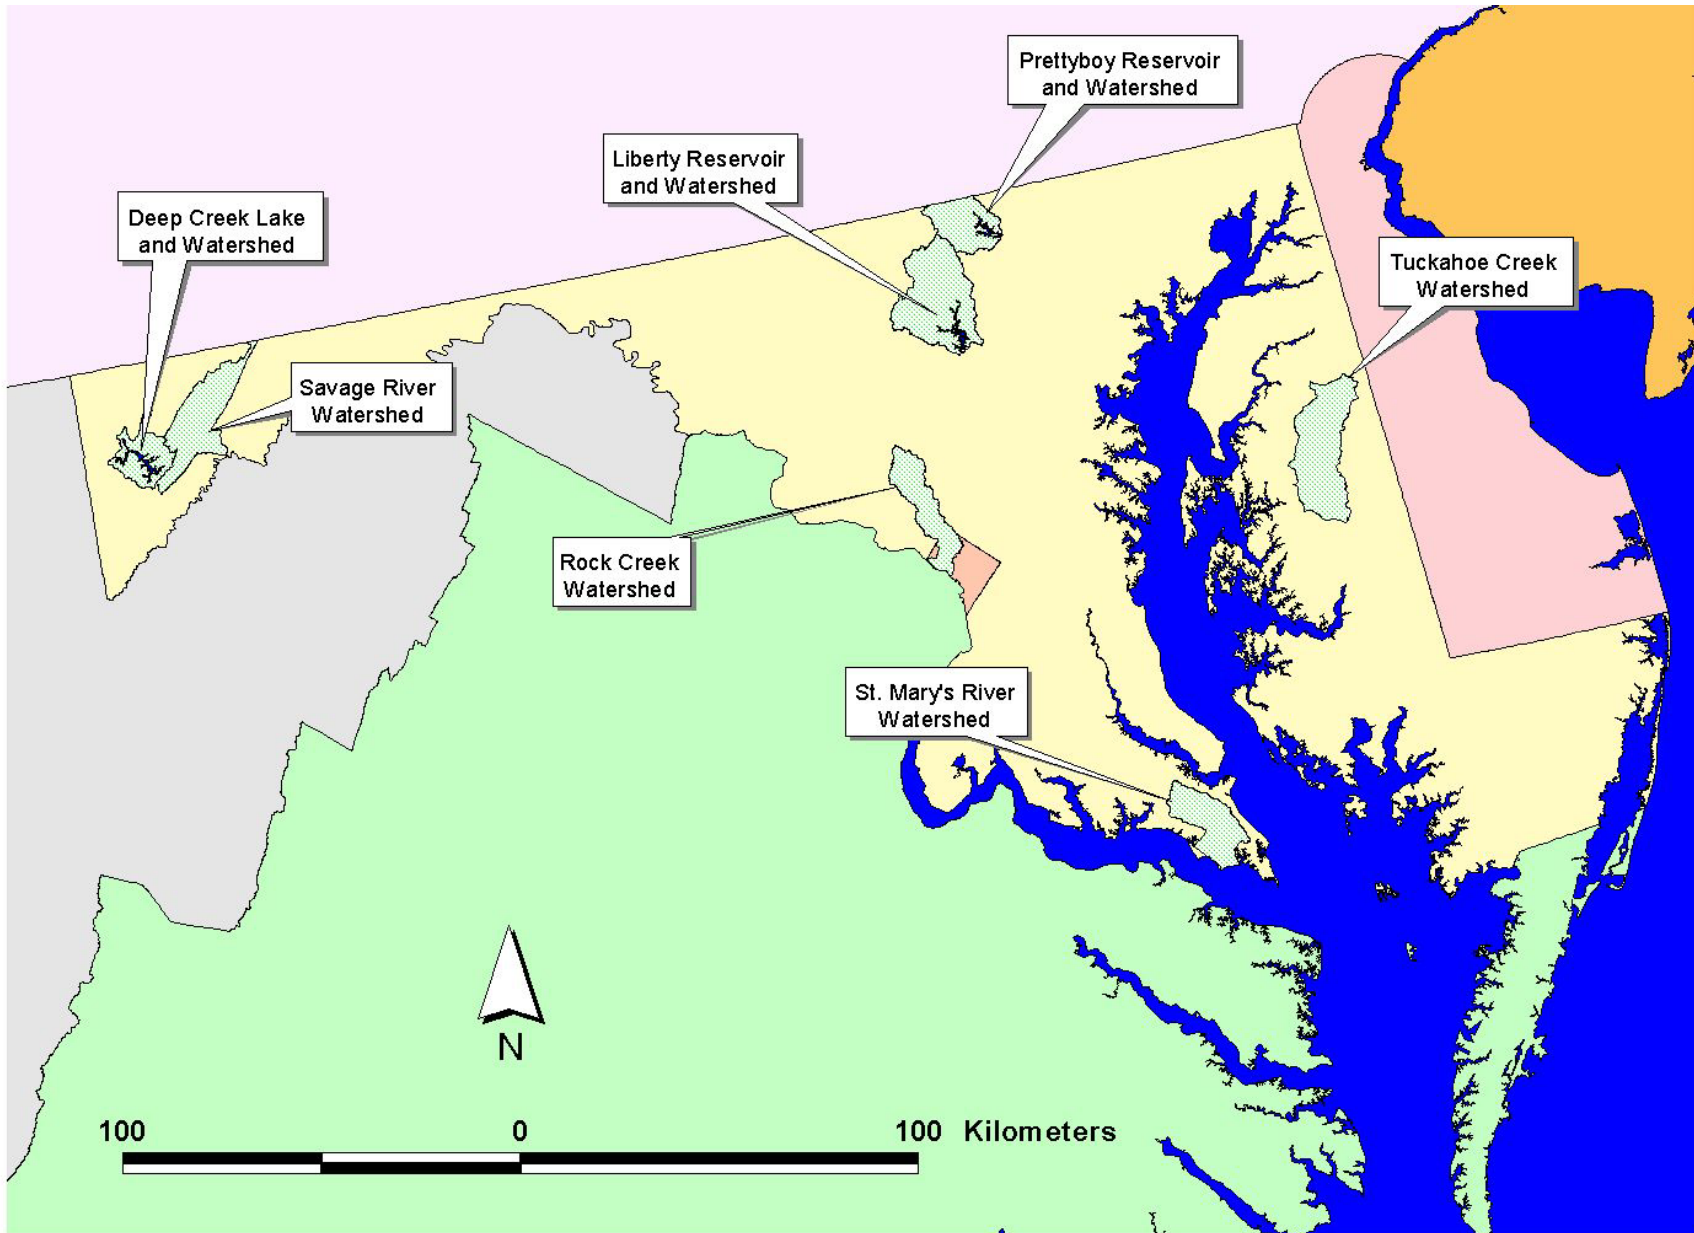 Prettyboy Reservoir
and Watershed
Liberty Reservoir
and Watershed
Deep Creek Lake
and Watershed
Tuckahoe Creek
Watershed
Savage River
Watershed
Rock Creek
Watershed
St. Mary's River
Watershed
N
100 0 100 Kilometers